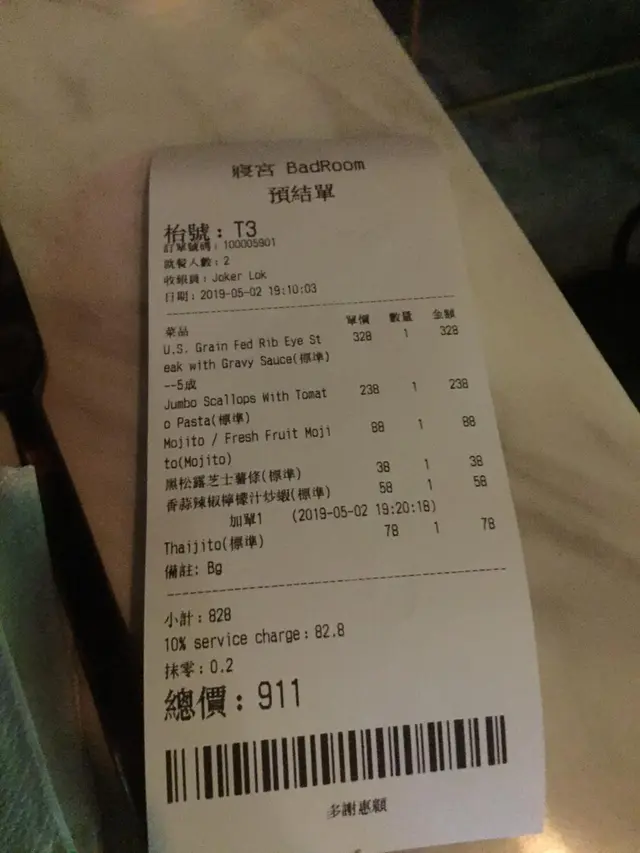 寢宮 BadRoom
預結單
枱號：T3
訂單號碼：100005901
就餐人數：2
收銀員：Joker Lok
日期：2019-05-02 19:10:03
菜品 單價 數量 金額
U.S. Grain Fed Rib Eye St 328 1 328
eak with Gravy Sauce(標準)
--5成
Jumbo Scallops With Tomat 238 1 238
o Pasta(標準)
Mojito / Fresh Fruit Moji 88 1 88
to(Mojito)
黑松露芝士薯條(標準) 38 1 38
香蒜辣椒檸檬汁炒蜆(標準) 58 1 58
加單1 (2019-05-02 19:20:18)
Thaijito(標準) 78 1 78
備註: Bg
小計：828
10% service charge：82.8
抹零：0.2
總價：911
多謝惠顧